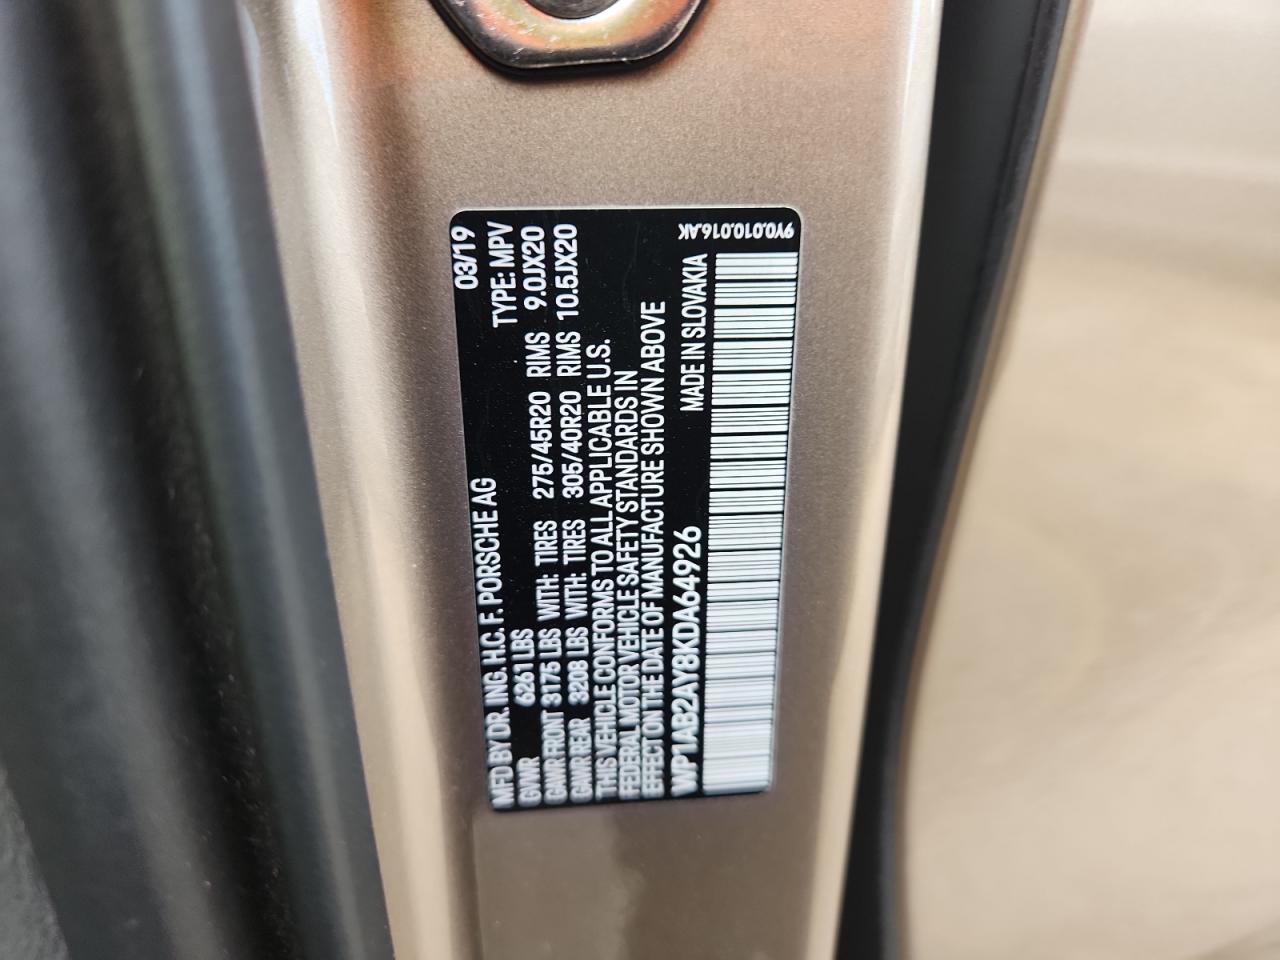 MFD BY DR. ING. H.C. F. PORSCHE AG 03/19
GVWR 6261 LBS TYPE: MPV
GAWR FRONT 3175 LBS WITH: TIRES 275/45R20 RIMS 9.0JX20
GAWR REAR 3208 LBS WITH: TIRES 305/40R20 RIMS 10.5JX20
THIS VEHICLE CONFORMS TO ALL APPLICABLE U.S.
FEDERAL MOTOR VEHICLE SAFETY STANDARDS IN
EFFECT ON THE DATE OF MANUFACTURE SHOWN ABOVE
WP1AB2AY8KDA64926 MADE IN SLOVAKIA
9Y0.010.016.AK